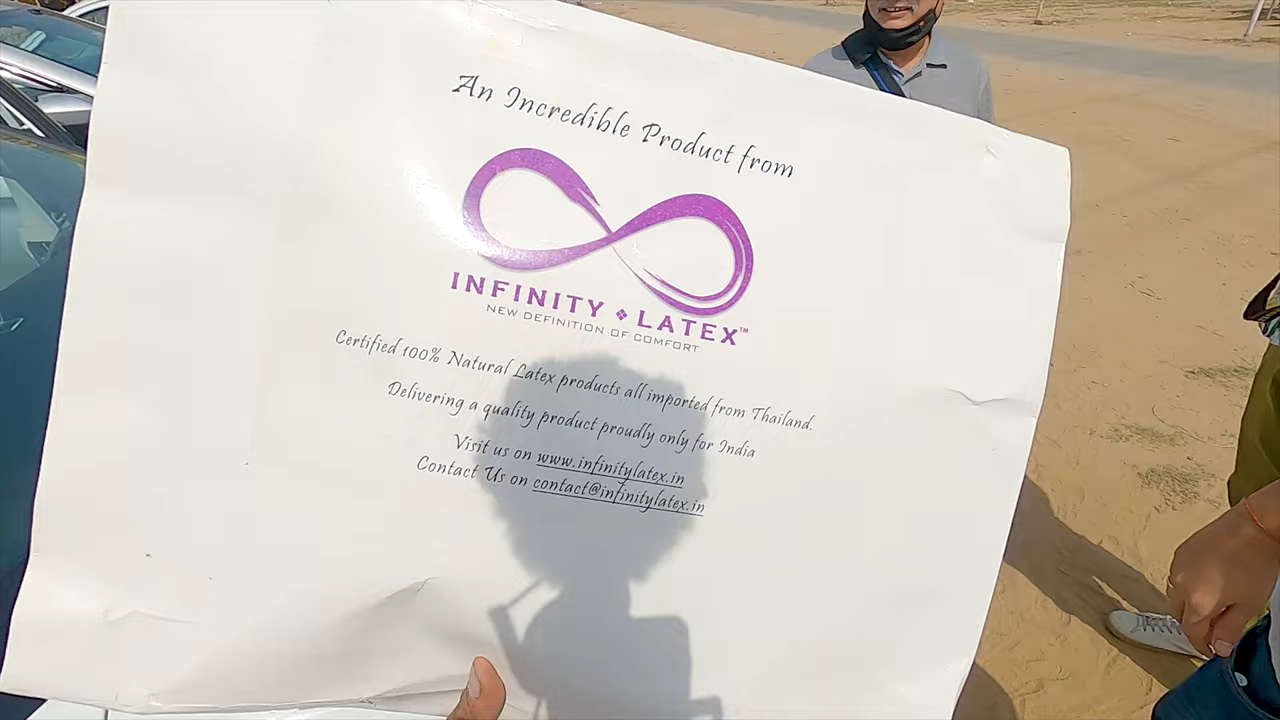 An Incredible Product from
INFINITY ❖ LATEX™
NEW DEFINITION OF COMFORT
Certified 100% Natural Latex products all imported from Thailand.
Delivering a quality product proudly only for India
Visit us on www.infinitylatex.in
Contact Us on contact@infinitylatex.in